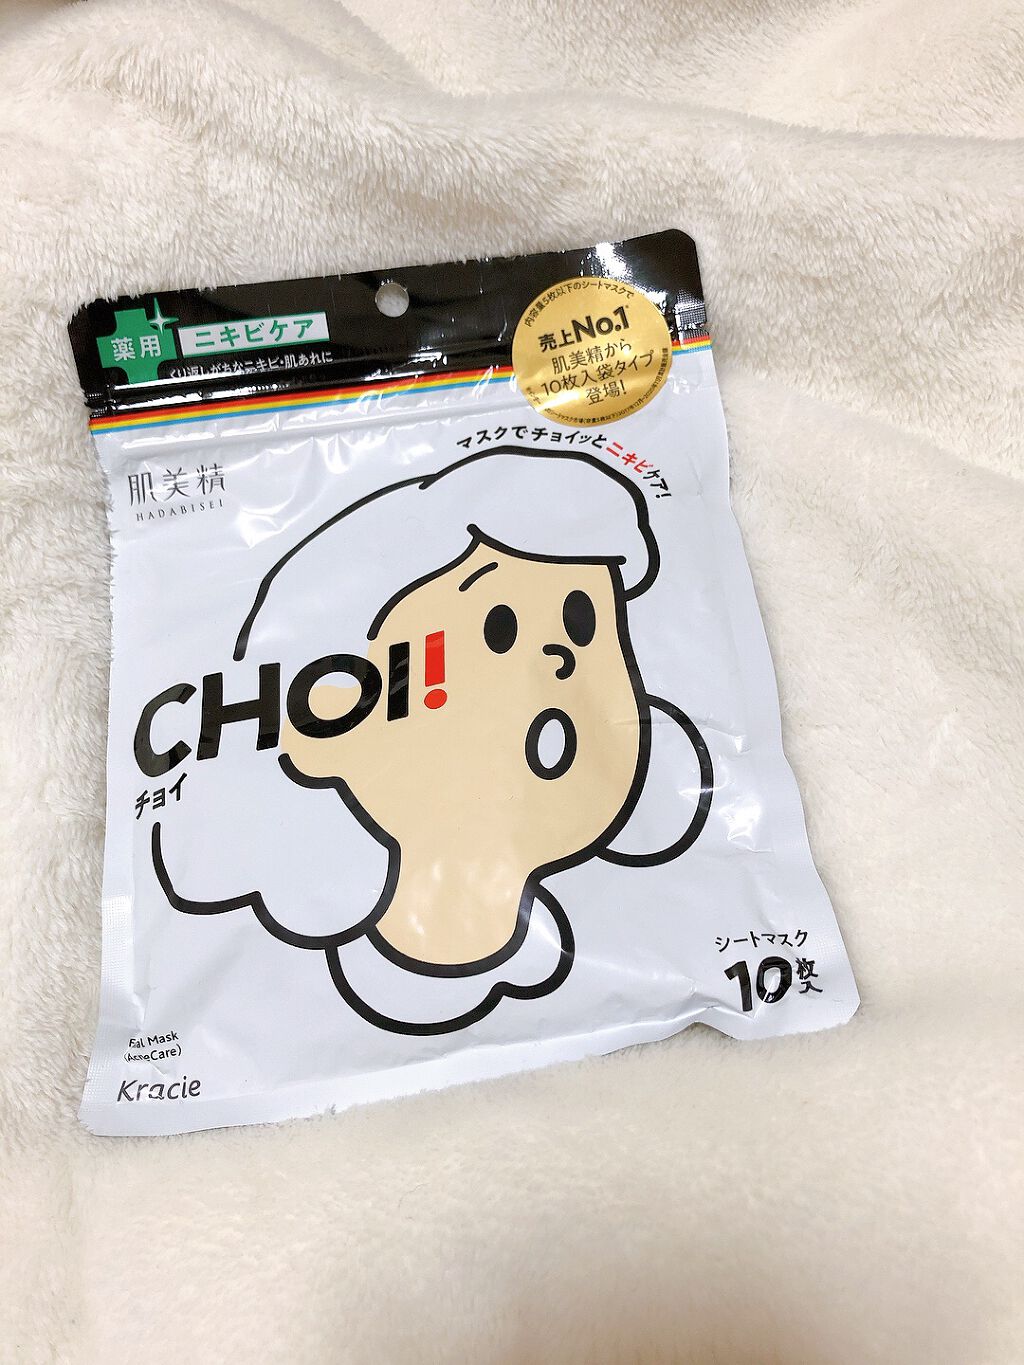 薬用
ニキビケア
くり返しがちなニキビ・肌あれに
内容量5枚以下のシートマスクで
売上No.1
肌美精から
10枚入袋タイプ
登場!
マスクでチョイッとニキビケア!
肌美精
HADABISEI
CHOI!
チョイ
シートマスク
10枚入
Mask
Care)
Kracie